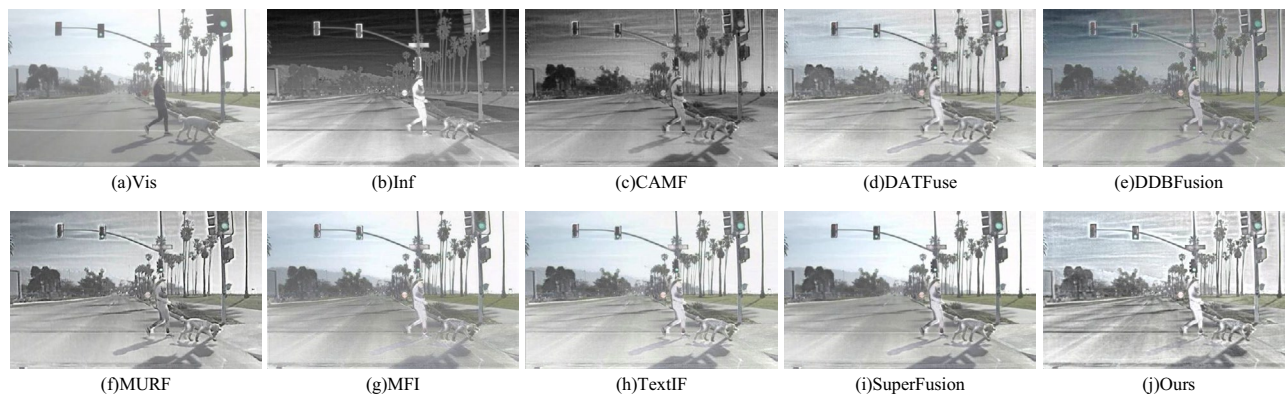 (a)Vis (b)Inf (c)CAMF (d)DATFuse (e)DDBFusion
(f)MURF (g)MFI (h)TextIF (i)SuperFusion (j)Ours